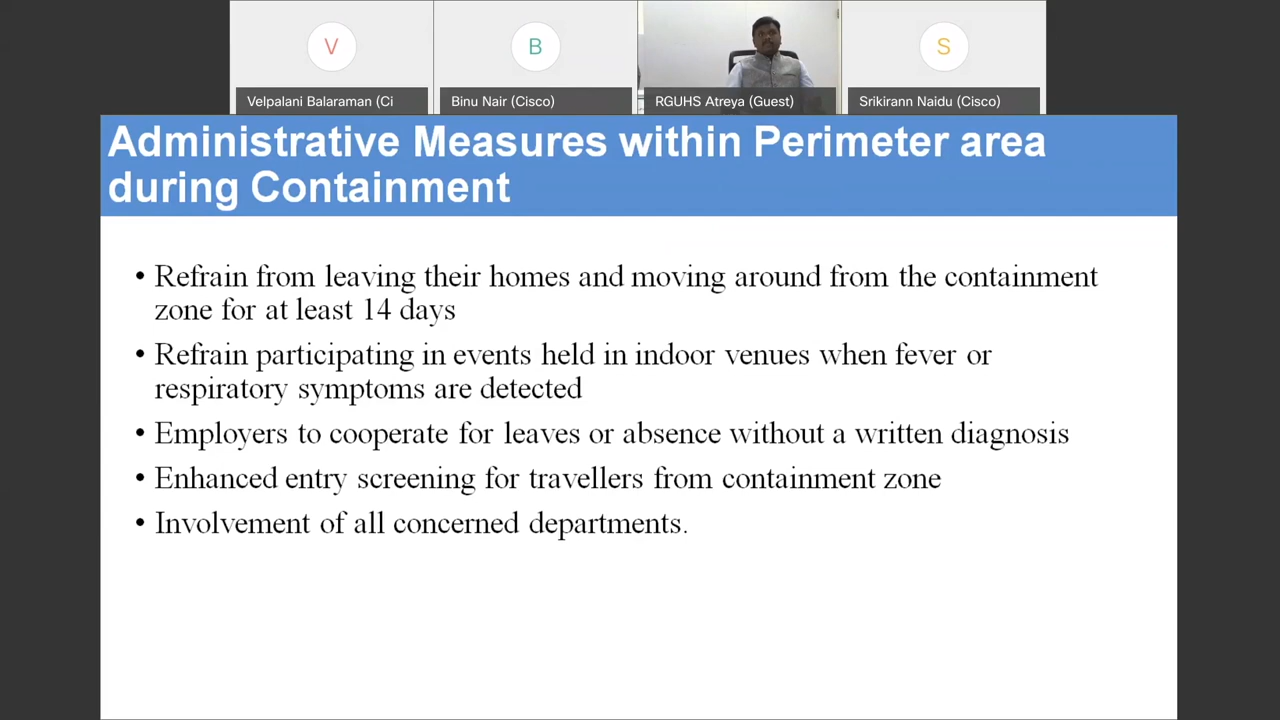 V
B
S
Velpalani Balaraman (Ci
Binu Nair (Cisco)
RGUHS Atreya (Guest)
Srikirann Naidu (Cisco)
Administrative Measures within Perimeter area
during Containment
• Refrain from leaving their homes and moving around from the containment
zone for at least 14 days
• Refrain participating in events held in indoor venues when fever or
respiratory symptoms are detected
• Employers to cooperate for leaves or absence without a written diagnosis
• Enhanced entry screening for travellers from containment zone
• Involvement of all concerned departments.